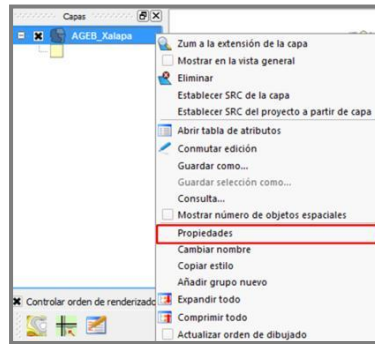 Capas
AGEB_Xalapa
Zum a la extensión de la capa
Mostrar en la vista general
Eliminar
Establecer SRC de la capa
Establecer SRC del proyecto a partir de capa
Abrir tabla de atributos
Conmutar edición
Guardar como...
Guardar selección como...
Consulta...
Mostrar número de objetos espaciales
Propiedades
Cambiar nombre
Copiar estilo
Añadir grupo nuevo
Expandir todo
Comprimir todo
Actualizar orden de dibujado
Controlar orden de renderizado